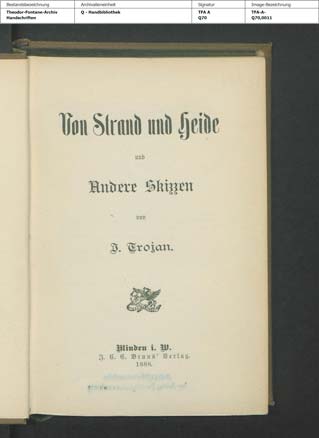 Bestandsbezeichnung Archivalieneinheit Signatur Image-Bezeichnung
Theodor-Fontane-Archiv Q - Handbibliothek TFA A TFA-A-
Handschriften Q70 Q70,0011
Von Strand und Heide
und
Andere Skizzen
von
J. Trojan.
Minden i. W.
J. C. C. Bruns' Verlag.
1888.